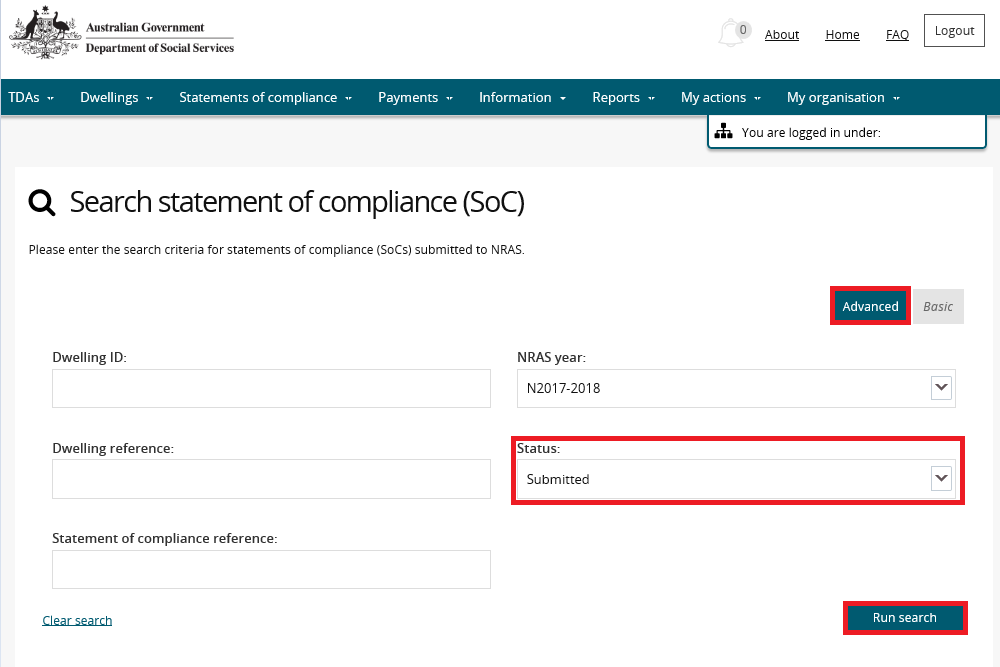 Australian Government
Department of Social Services
0
About
Home
FAQ
Logout
TDAs
Dwellings
Statements of compliance
Payments
Information
Reports
My actions
My organisation
You are logged in under:
Search statement of compliance (SoC)
Please enter the search criteria for statements of compliance (SoCs) submitted to NRAS.
Advanced
Basic
Dwelling ID:
NRAS year:
N2017-2018
Dwelling reference:
Status:
Submitted
Statement of compliance reference:
Clear search
Run search